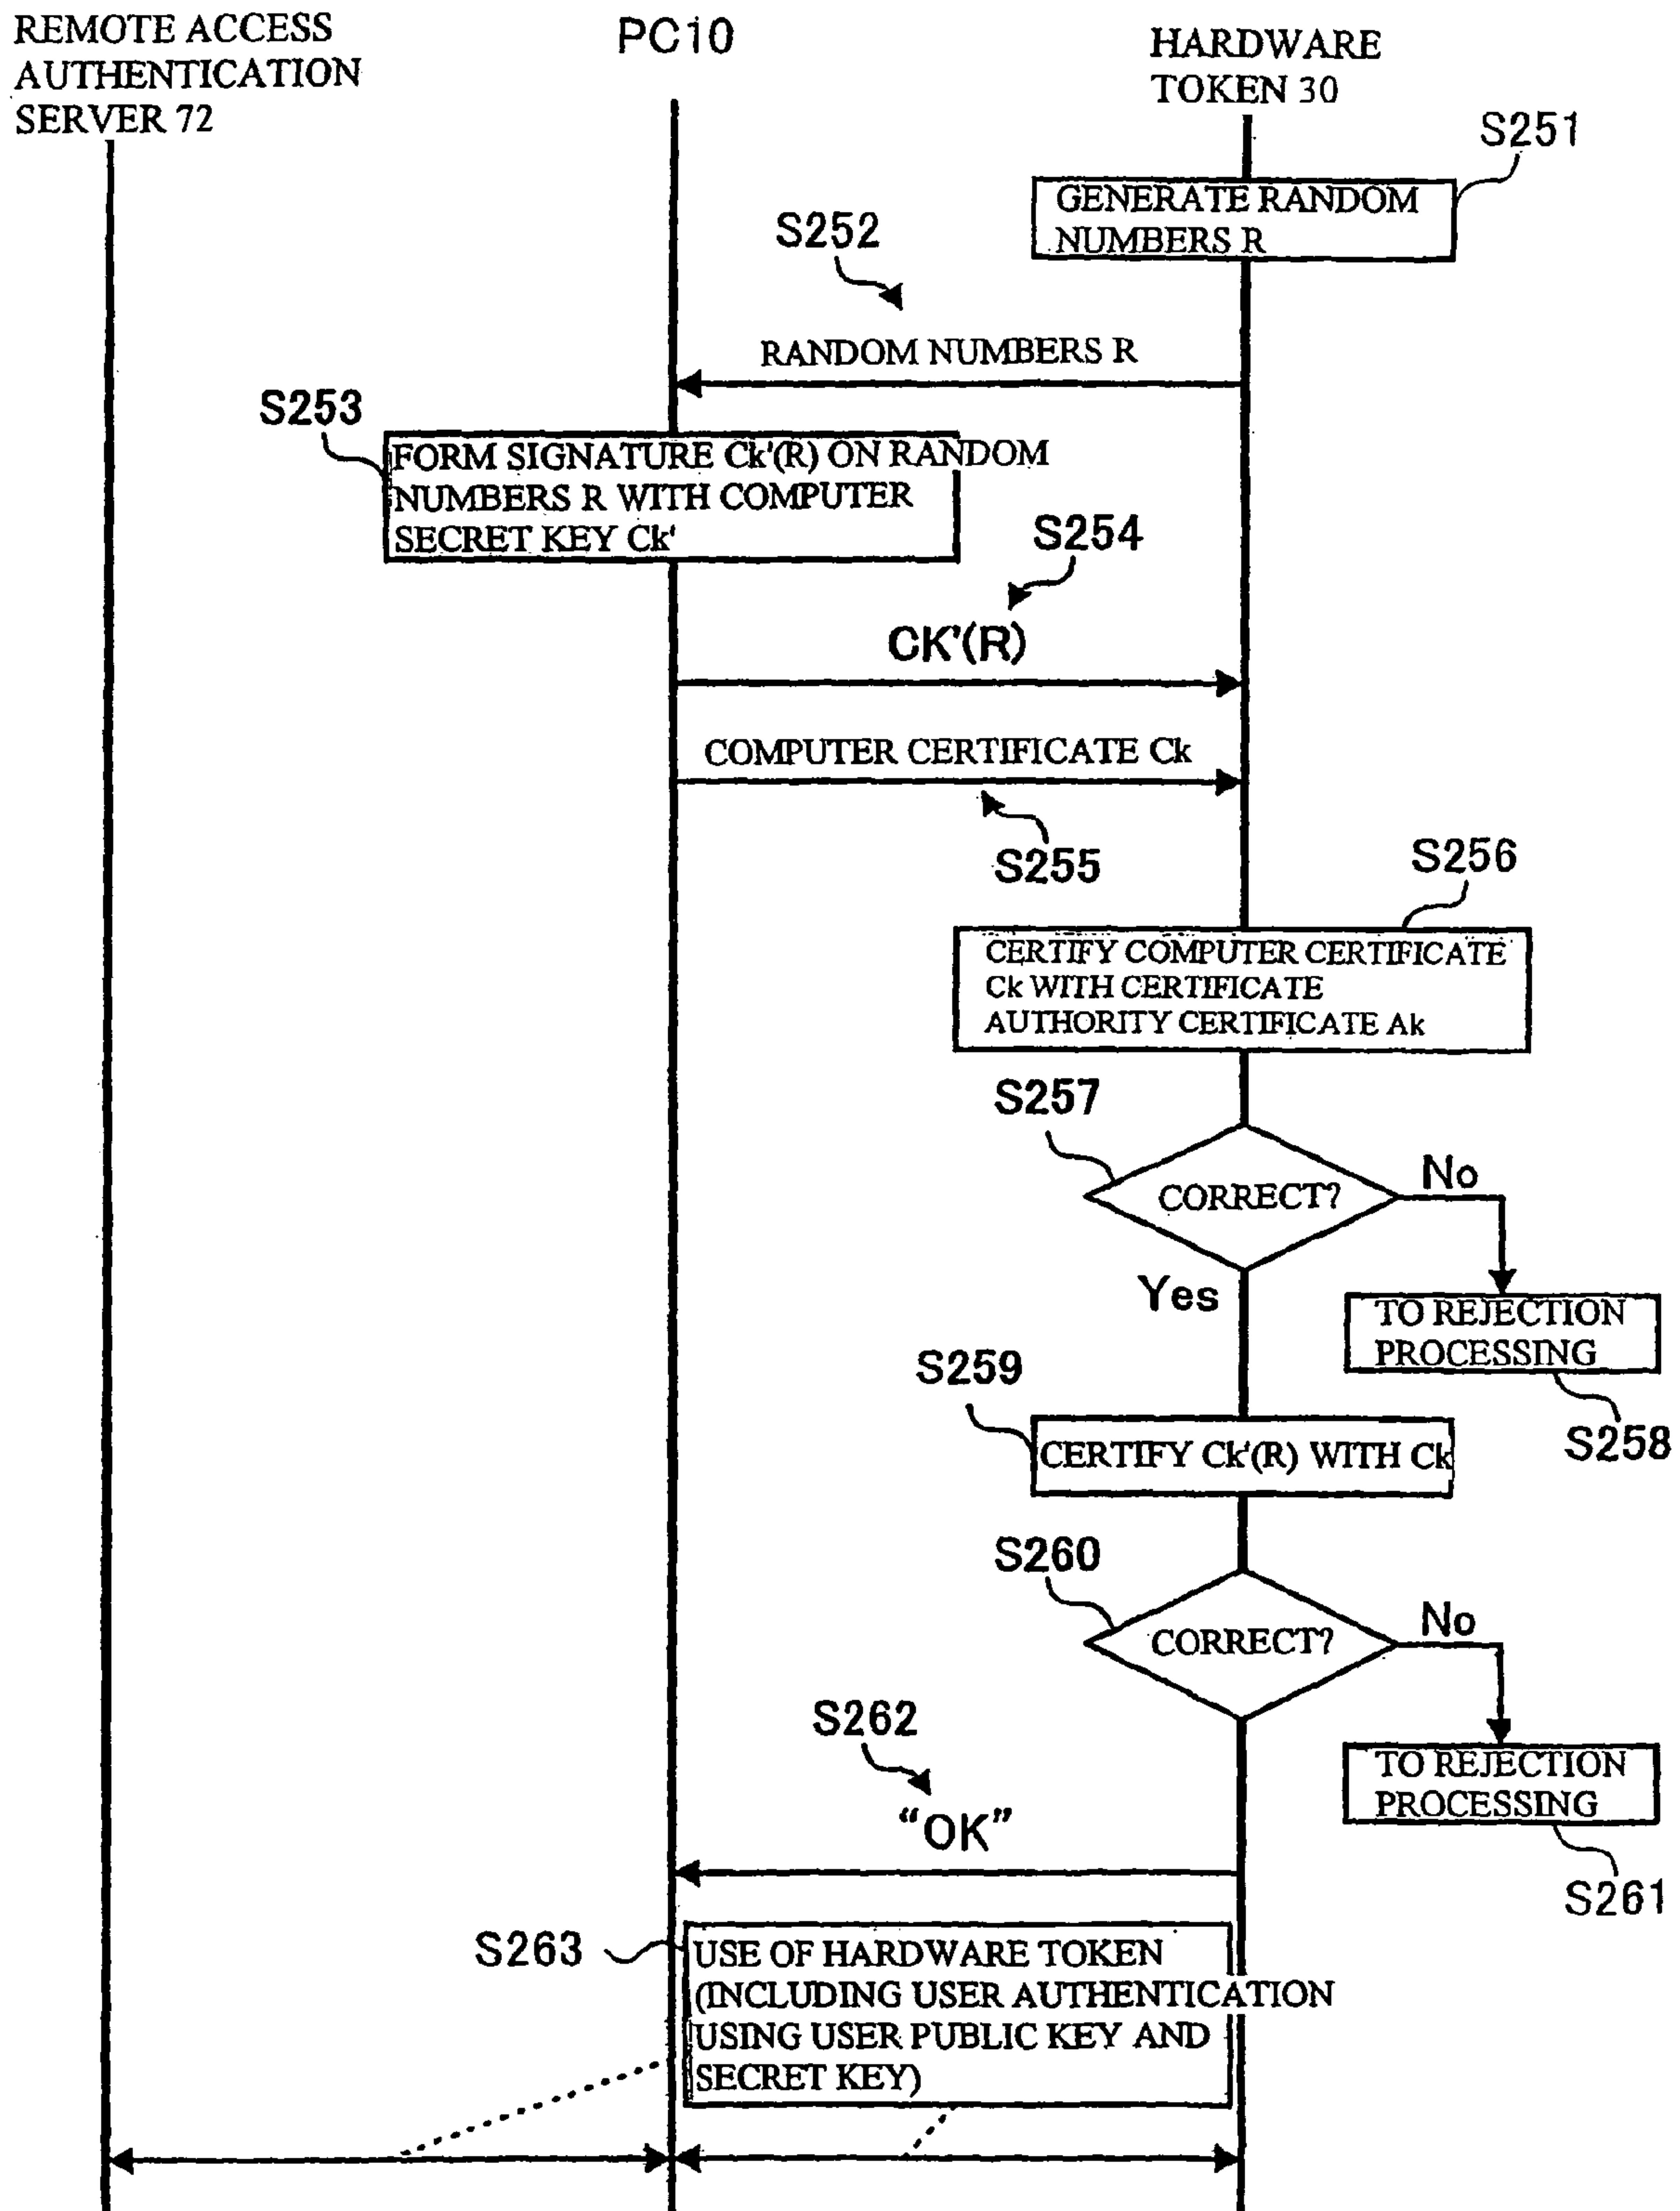 REMOTE ACCESS
AUTHENTICATION
SERVER 72
PC10
HARDWARE
TOKEN 30
S251
GENERATE RANDOM
NUMBERS R
S252
RANDOM NUMBERS R
S253
FORM SIGNATURE Ck'(R) ON RANDOM
NUMBERS R WITH COMPUTER
SECRET KEY Ck'
S254
CK'(R)
COMPUTER CERTIFICATE Ck
S255
S256
CERTIFY COMPUTER CERTIFICATE
Ck WITH CERTIFICATE
AUTHORITY CERTIFICATE Ak
S257
CORRECT?
No
Yes
TO REJECTION
PROCESSING
S258
S259
CERTIFY Ck'(R) WITH Ck
S260
CORRECT?
No
TO REJECTION
PROCESSING
S261
S262
“OK”
S263
USE OF HARDWARE TOKEN
(INCLUDING USER AUTHENTICATION
USING USER PUBLIC KEY AND
SECRET KEY)